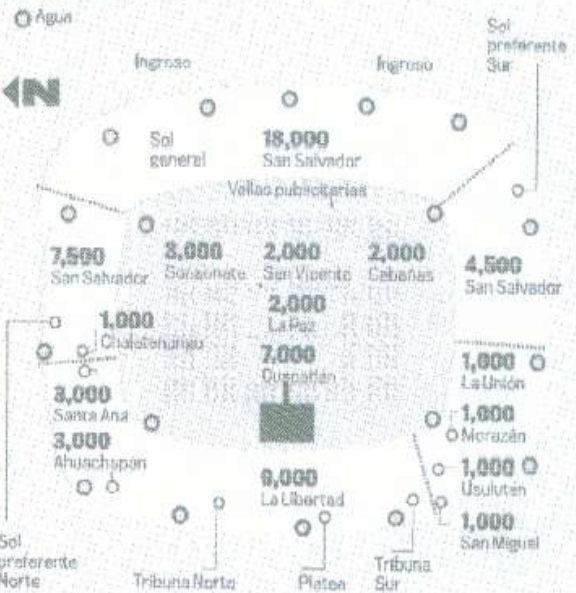 Agua
N
Ingreso
Ingreso
Sol
preferente
Sur
Sol
general
18,000
San Salvador
Vallas publicitarias
7,500
San Salvador
3,000
Sonsonate
2,000
San Vicente
2,000
Cabañas
4,500
San Salvador
2,000
La Paz
1,000
Chalatenango
7,000
Cuscatlán
3,000
Santa Ana
3,000
Ahuachapán
1,000
La Unión
1,000
Morazán
1,000
Usulután
1,000
San Miguel
La Libertad
Sol
preferente
Norte
Tribuna Norte
Platea
Tribuna
Sur